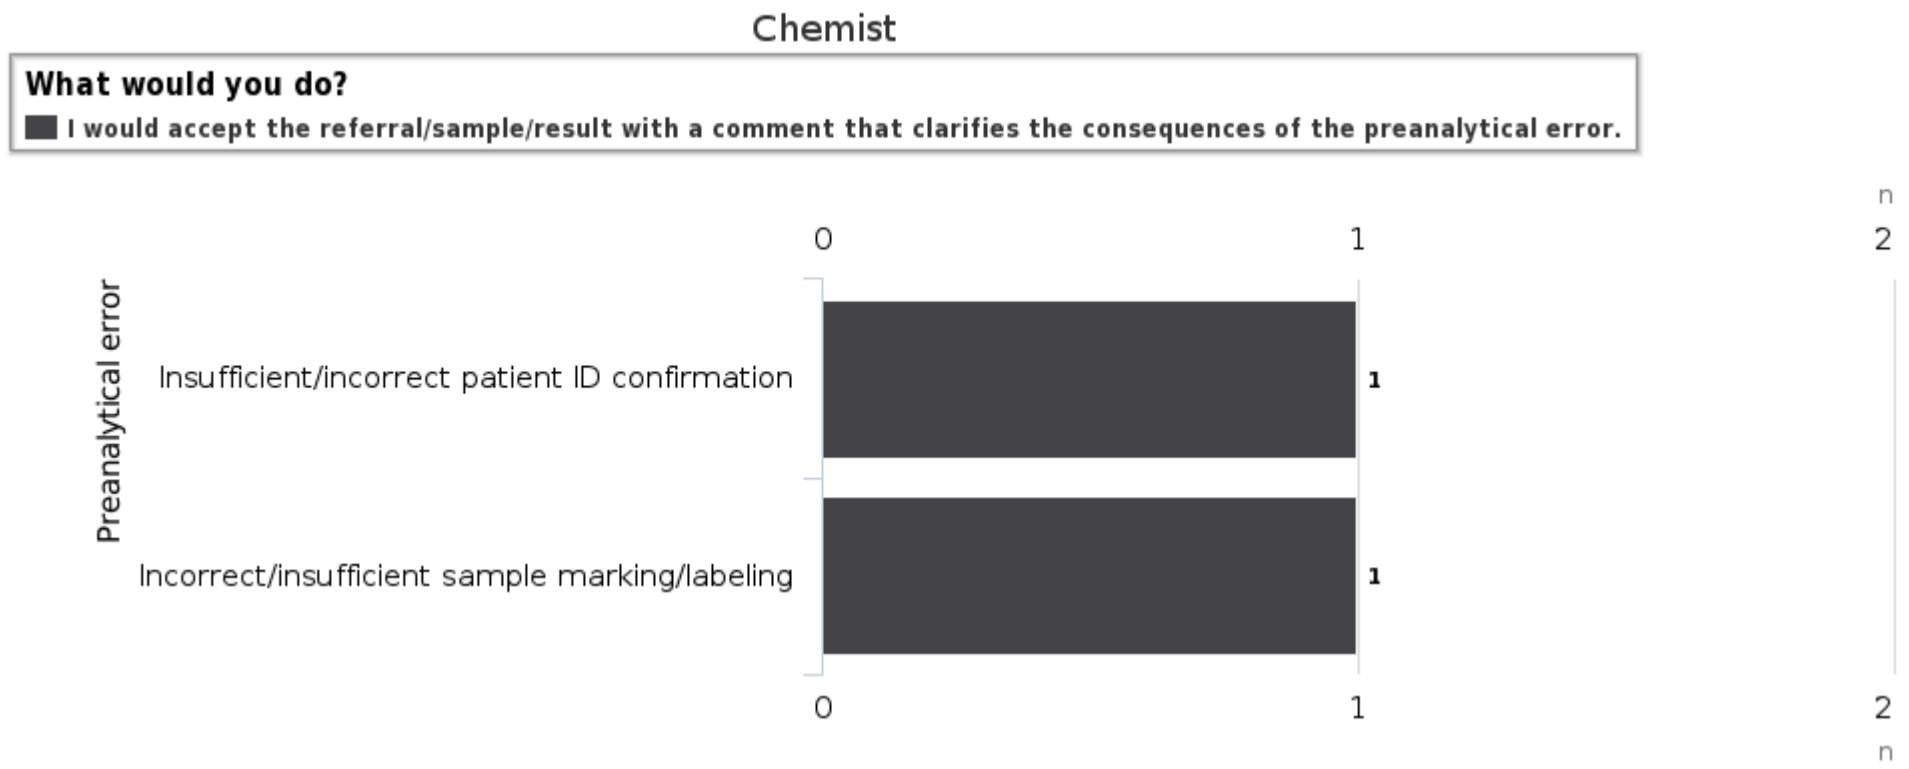 Chemist
What would you do?
I would accept the referral/sample/result with a comment that clarifies the consequences of the preanalytical error.
n
0 1 2
Preanalytical error
Insufficient/incorrect patient ID confirmation 1
Incorrect/insufficient sample marking/labeling 1
0 1 2
n